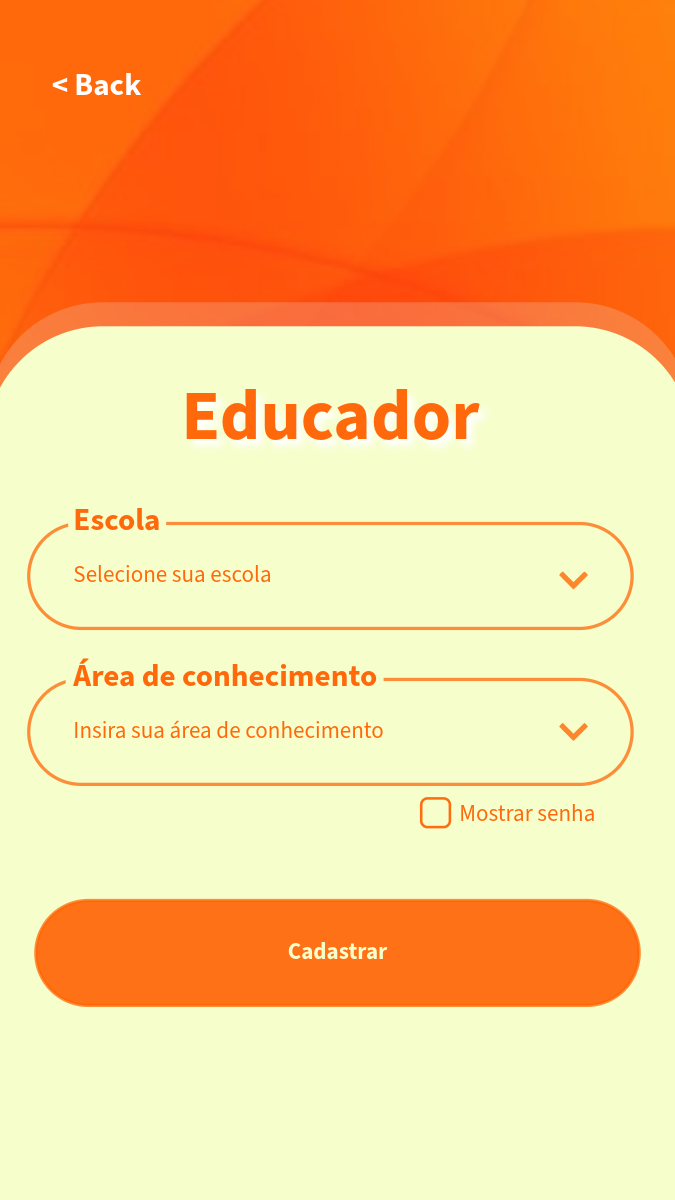 < Back
Educador
Escola
Selecione sua escola
Área de conhecimento
Insira sua área de conhecimento
Mostrar senha
Cadastrar